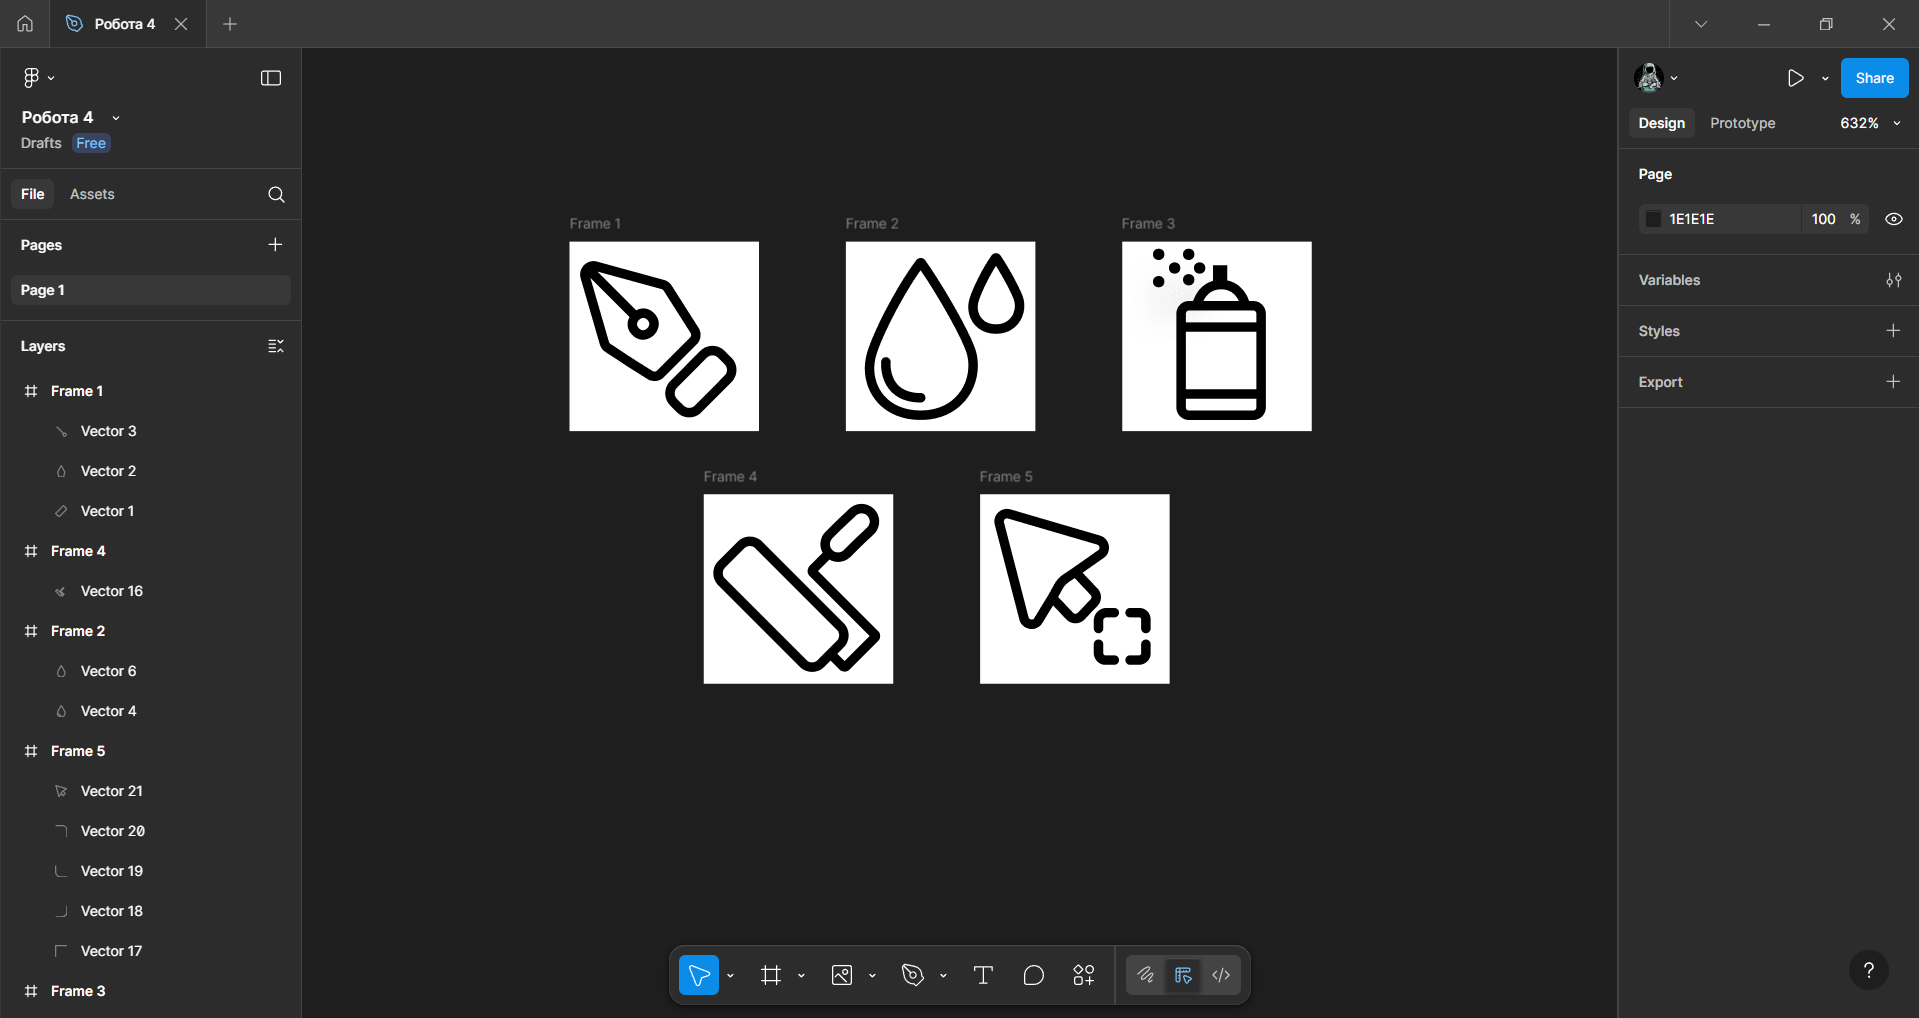 Робота 4
Робота 4
Drafts Free
File Assets
Pages
Page 1
Layers
Frame 1
Vector 3
Vector 2
Vector 1
Frame 4
Vector 16
Frame 2
Vector 6
Vector 4
Frame 5
Vector 21
Vector 20
Vector 19
Vector 18
Vector 17
Frame 3
Frame 1
Frame 2
Frame 3
Frame 4
Frame 5
Share
Design Prototype 632%
Page
1E1E1E 100 %
Variables
Styles
Export
?